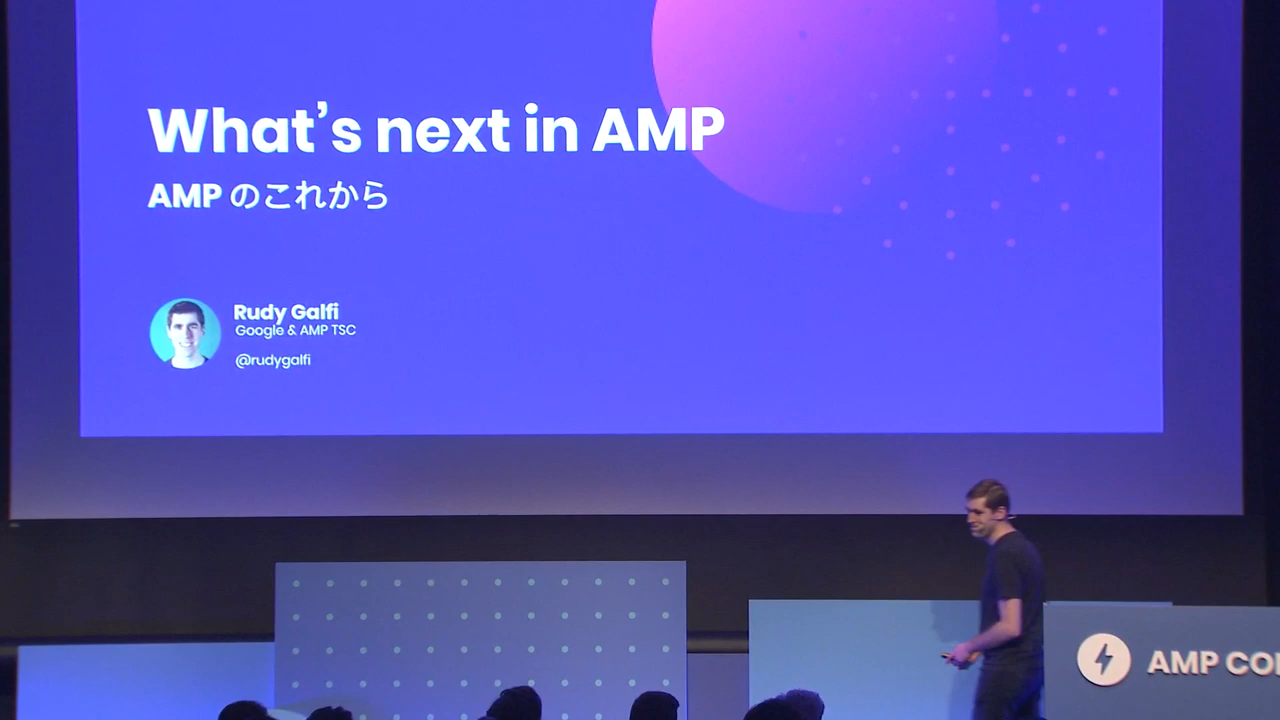 What's next in AMP
AMP のこれから
Rudy Galfi
Google & AMP TSC
@rudygalfi
AMP CO